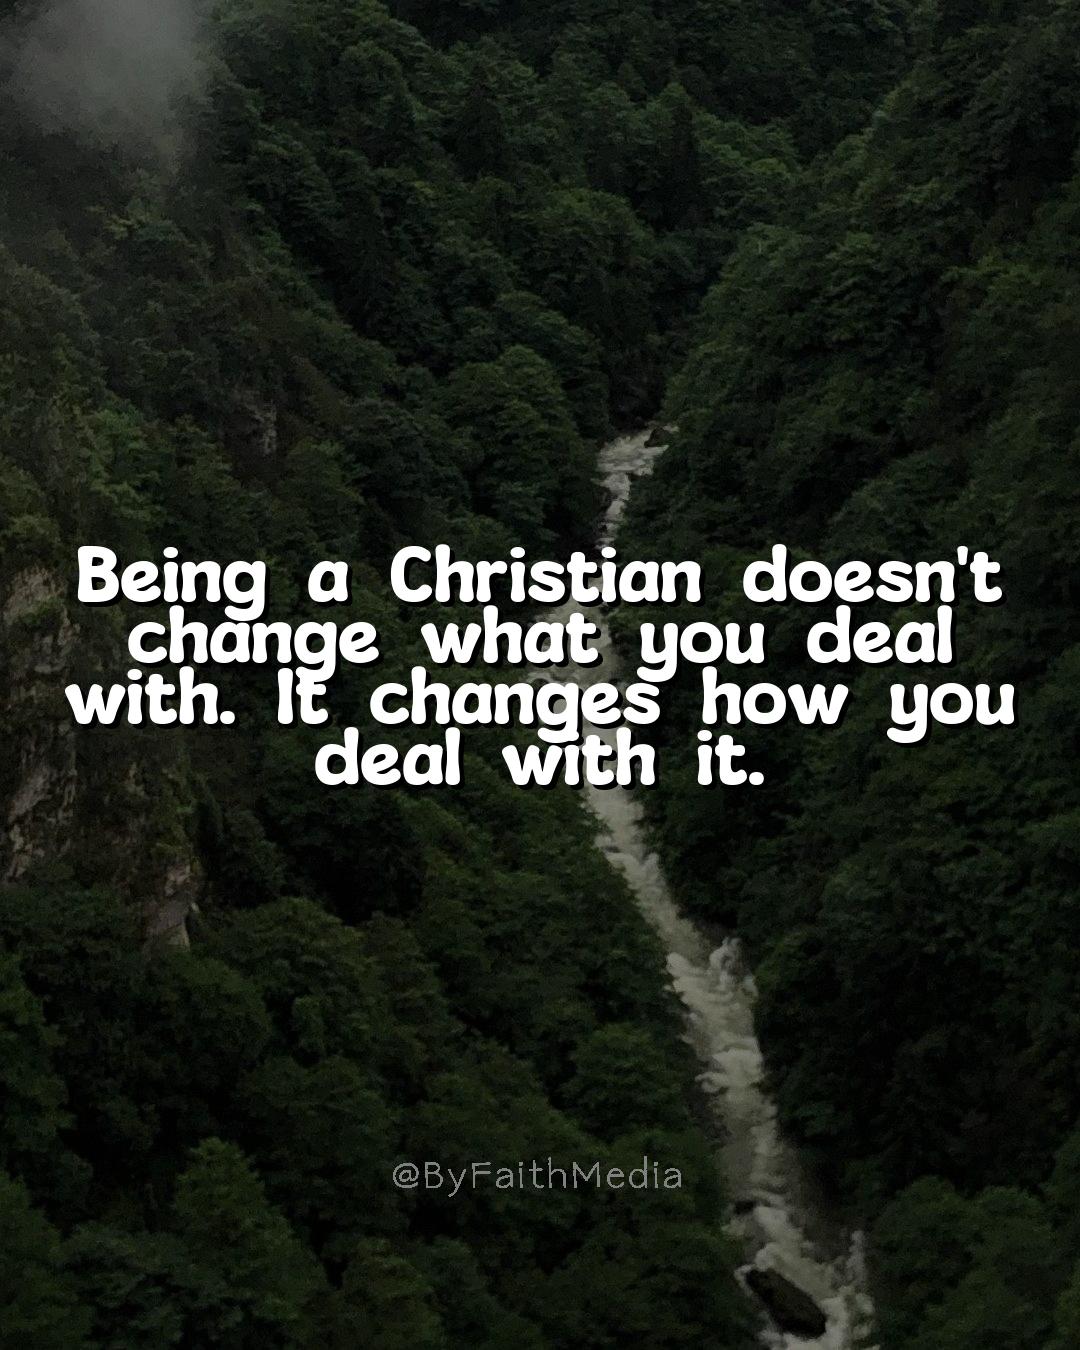 Being a Christian doesn't
change what you deal
with. It changes how you
deal with it.
@ByFaithMedia